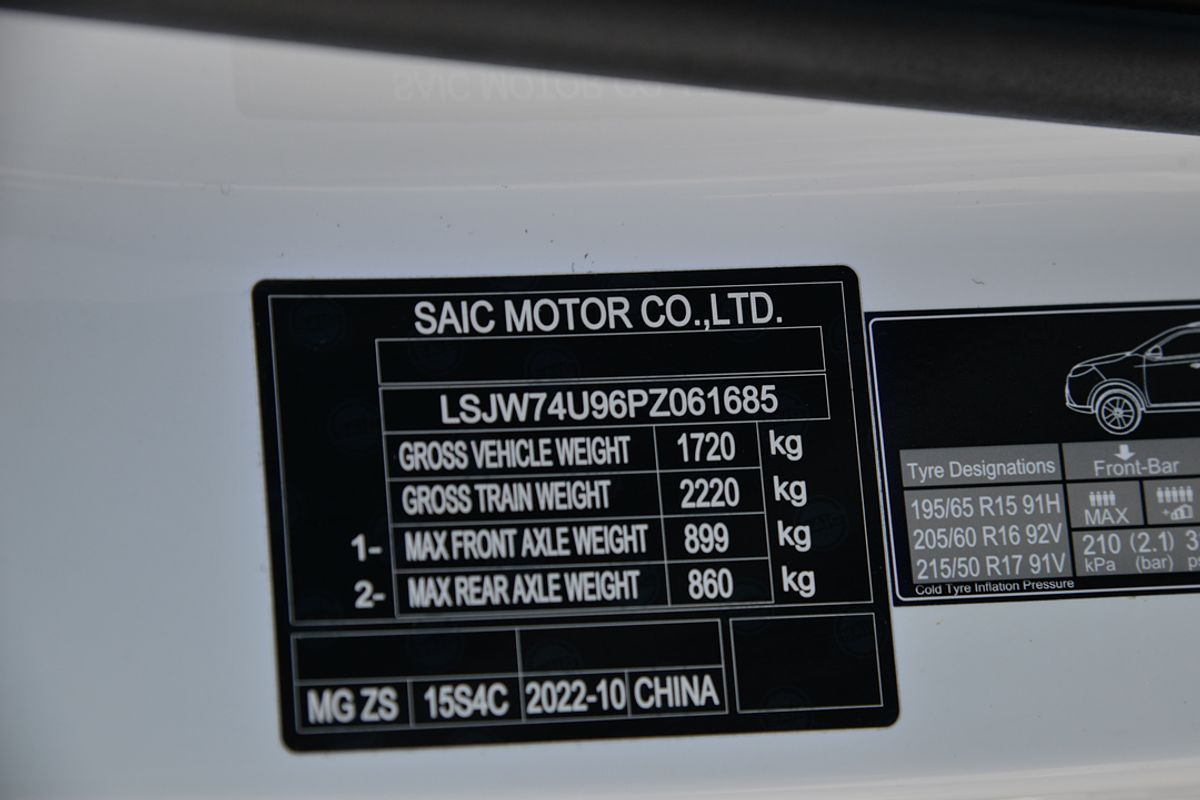 SAIC MOTOR CO.,LTD.
LSJW74U96PZ061685
GROSS VEHICLE WEIGHT 1720 kg
GROSS TRAIN WEIGHT 2220 kg
1- MAX FRONT AXLE WEIGHT 899 kg
2- MAX REAR AXLE WEIGHT 860 kg
MG ZS 15S4C 2022-10 CHINA
Tyre Designations Front-Bar
195/65 R15 91H MAX
205/60 R16 92V 210 (2.1)
215/50 R17 91V kPa (bar)
Cold Tyre Inflation Pressure